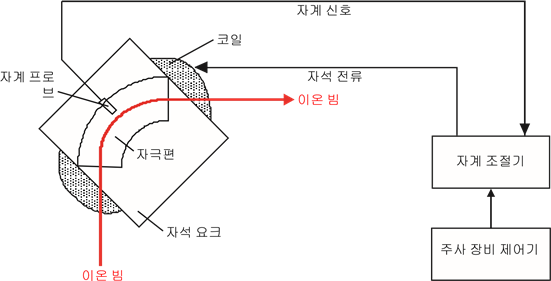 자계 신호
코일
자계 프로
브
자석 전류
이온 빔
자극편
자계 조절기
자석 요크
주사 장비 제어기
이온 빔